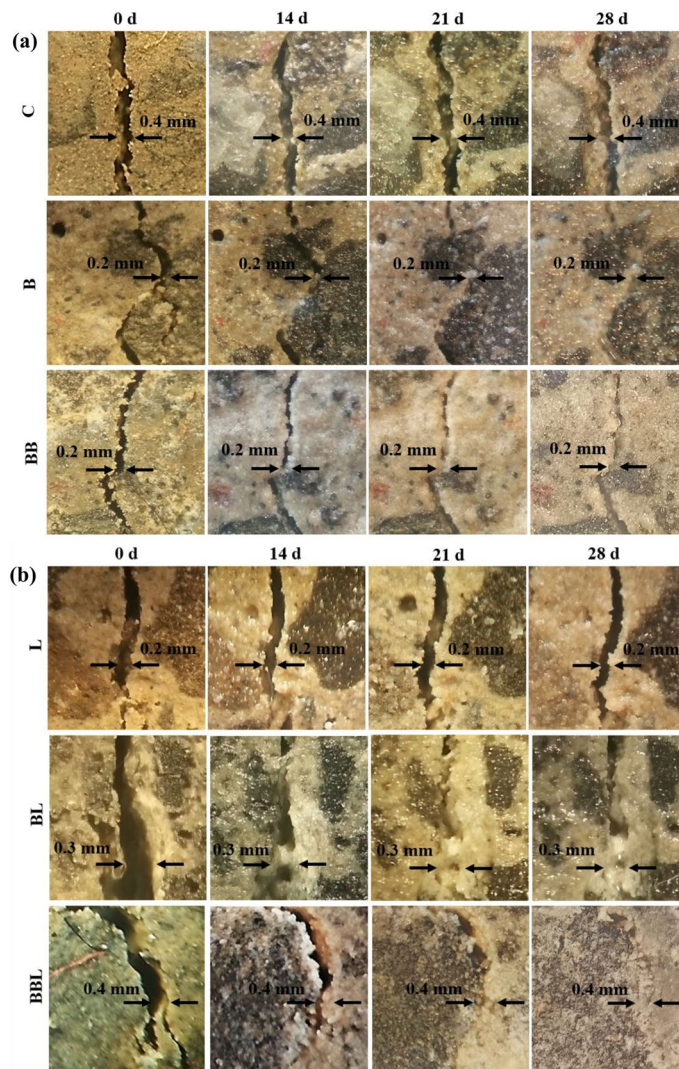 (a)
0 d 14 d 21 d 28 d
C
0.4 mm 0.4 mm 0.4 mm 0.4 mm
B
0.2 mm 0.2 mm 0.2 mm 0.2 mm
BB
0.2 mm 0.2 mm 0.2 mm 0.2 mm
(b)
0 d 14 d 21 d 28 d
L
0.2 mm 0.2 mm 0.2 mm 0.2 mm
BL
0.3 mm 0.3 mm 0.3 mm 0.3 mm
BBL
0.4 mm 0.4 mm 0.4 mm 0.4 mm